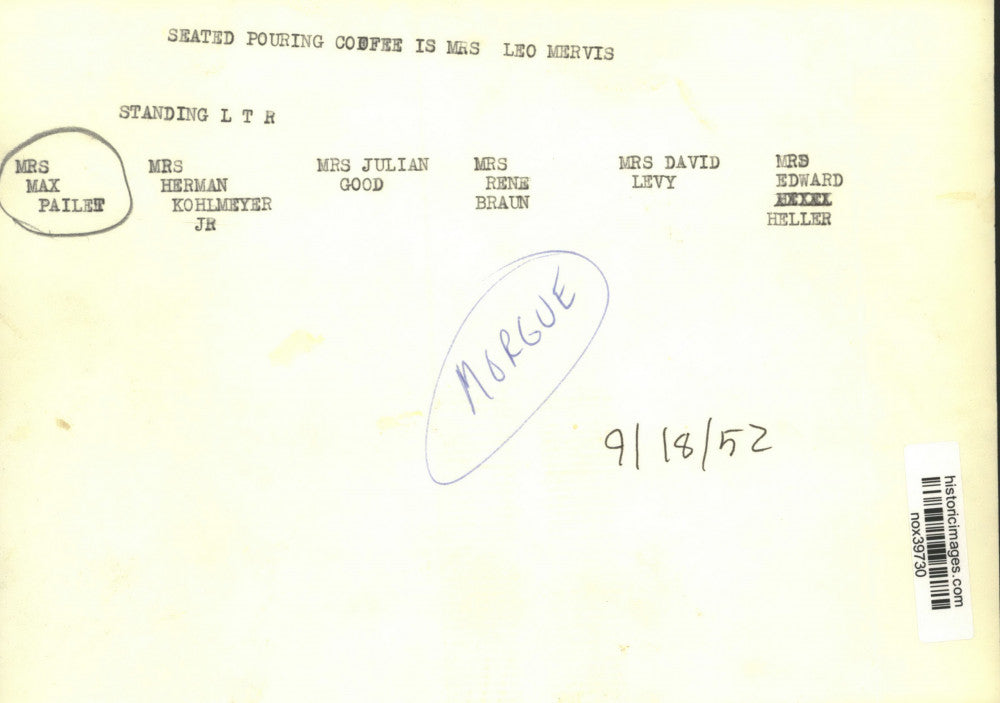 SEATED POURING COFFEE IS MRS LEO MERVIS
STANDING L T R
MRS MAX PAILET
MRS HERMAN KOHLMEYER JR
MRS JULIAN GOOD
MRS RENE BRAUN
MRS DAVID LEVY
MRS EDWARD HELLER
MORGUE
9/18/52
historicimages.com
nox39730